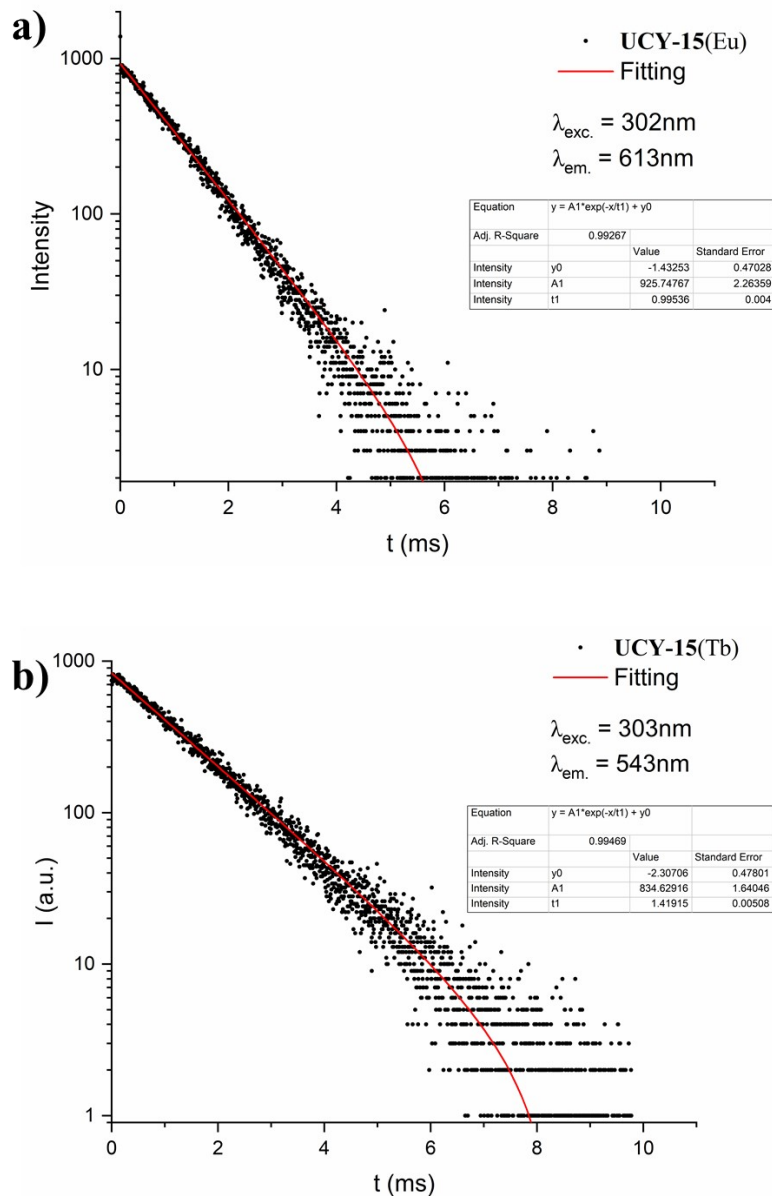 a)
UCY-15(Eu)
Fitting
λexc. = 302nm
λem. = 613nm
Equation y = A1*exp(-x/t1) + y0
Adj. R-Square 0.99267
Value Standard Error
Intensity y0 -1.43253 0.47028
Intensity A1 925.74767 2.26359
Intensity t1 0.99536 0.004
Intensity
1000
100
10
0 2 4 6 8 10
t (ms)
b)
UCY-15(Tb)
Fitting
λexc. = 303nm
λem. = 543nm
Equation y = A1*exp(-x/t1) + y0
Adj. R-Square 0.99469
Value Standard Error
Intensity y0 -2.30706 0.47801
Intensity A1 834.62916 1.64046
Intensity t1 1.41915 0.00508
I (a.u.)
1000
100
10
1
0 2 4 6 8 10
t (ms)